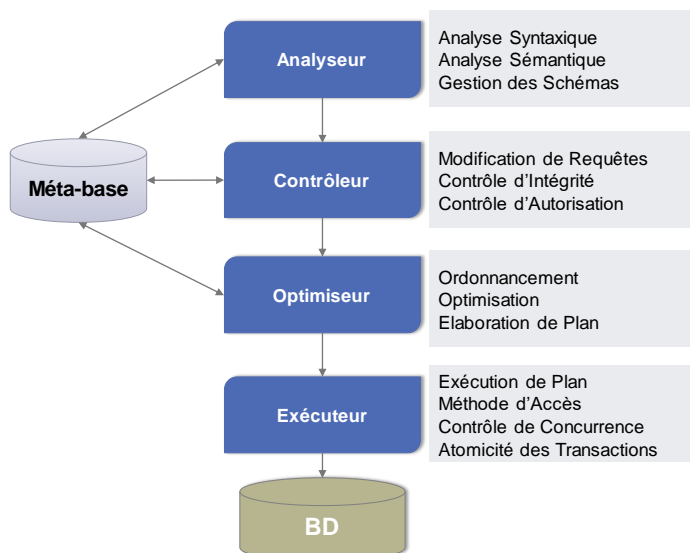 Analyseur
Analyse Syntaxique
Analyse Sémantique
Gestion des Schémas
Méta-base
Contrôleur
Modification de Requêtes
Contrôle d'Intégrité
Contrôle d'Autorisation
Optimiseur
Ordonnancement
Optimisation
Elaboration de Plan
Exécuteur
Exécution de Plan
Méthode d'Accès
Contrôle de Concurrence
Atomicité des Transactions
BD